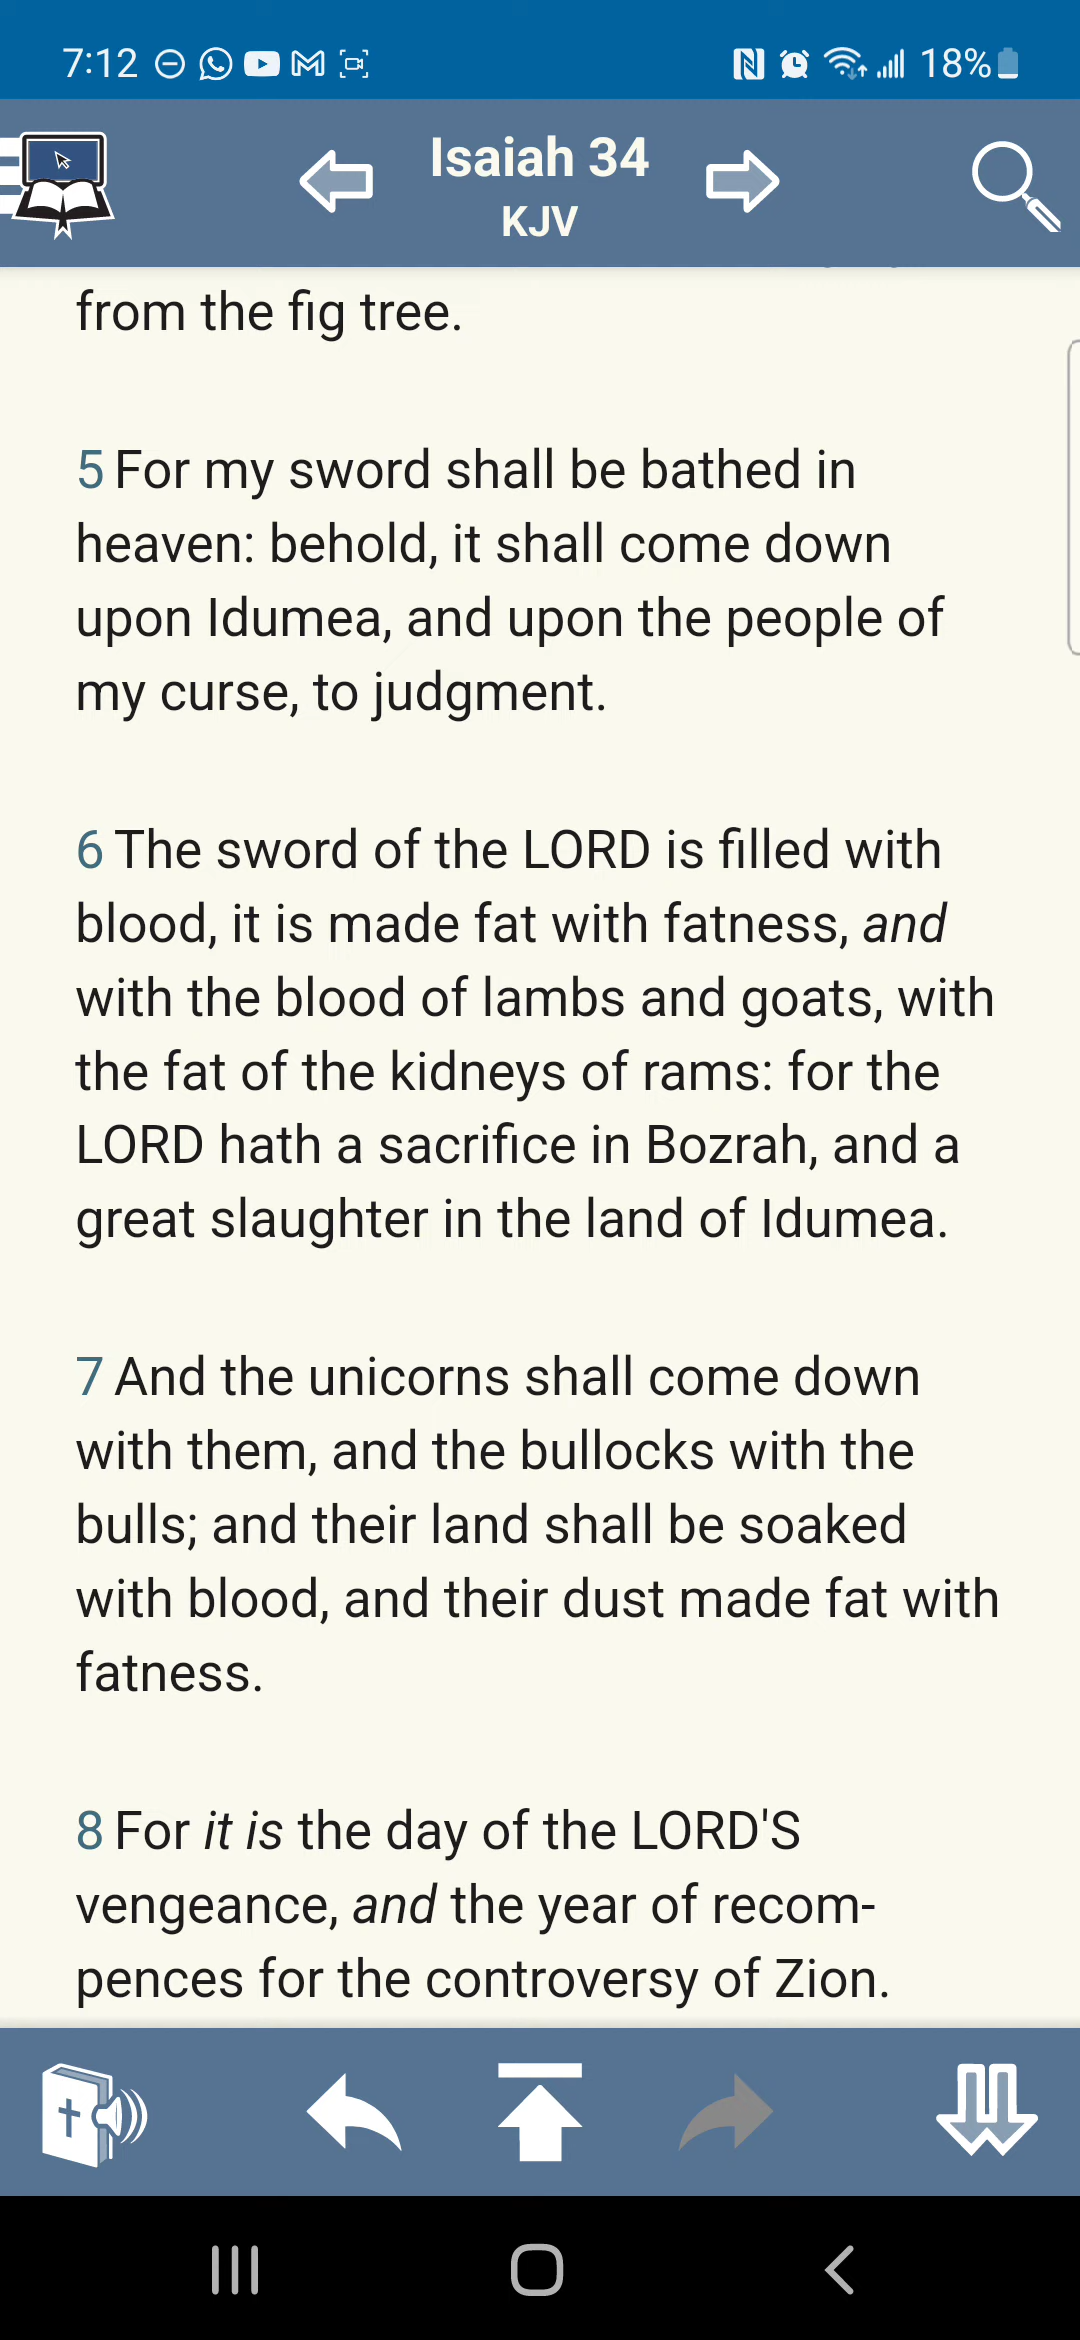 7:12
18%
Isaiah 34
KJV
from the fig tree.
5 For my sword shall be bathed in
heaven: behold, it shall come down
upon Idumea, and upon the people of
my curse, to judgment.
6 The sword of the LORD is filled with
blood, it is made fat with fatness, and
with the blood of lambs and goats, with
the fat of the kidneys of rams: for the
LORD hath a sacrifice in Bozrah, and a
great slaughter in the land of Idumea.
7 And the unicorns shall come down
with them, and the bullocks with the
bulls; and their land shall be soaked
with blood, and their dust made fat with
fatness.
8 For it is the day of the LORD'S
vengeance, and the year of recom-
pences for the controversy of Zion.